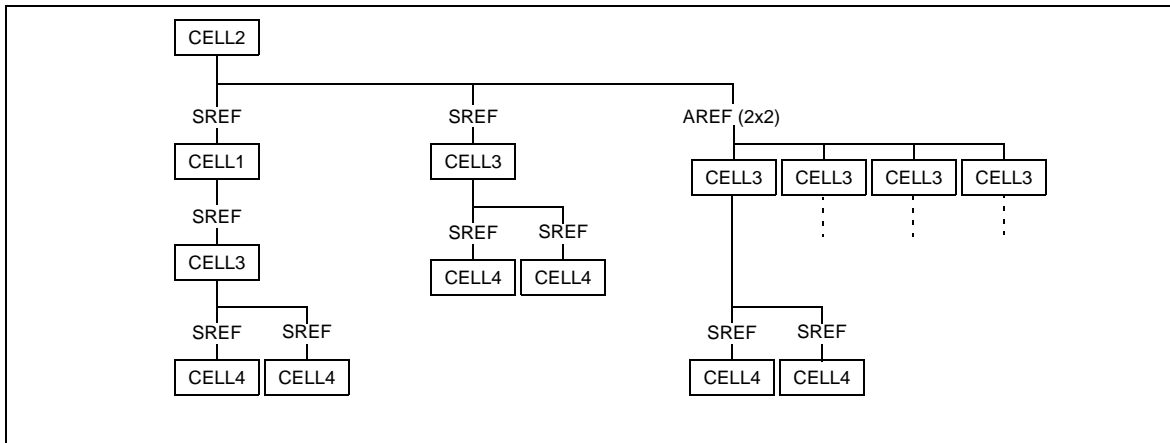 CELL2
SREF SREF AREF (2x2)
CELL1 CELL3 CELL3 CELL3 CELL3 CELL3
SREF SREF SREF
CELL3 CELL4 CELL4
SREF SREF SREF SREF
CELL4 CELL4 CELL4 CELL4